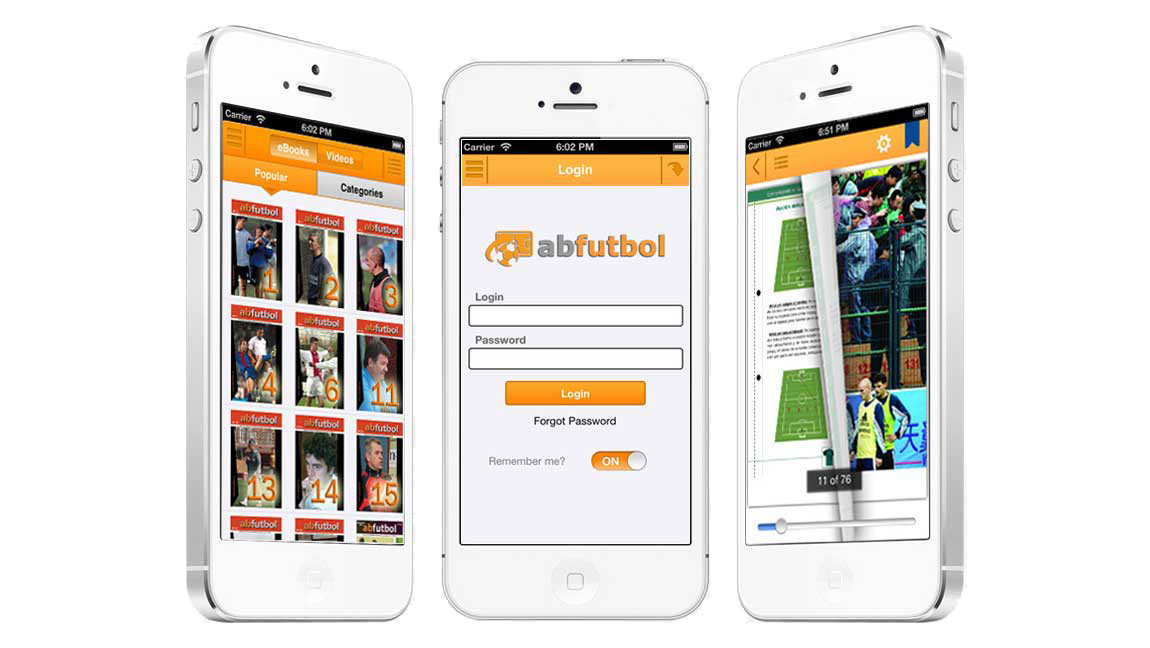 Carrier
6:02 PM
eBooks
Videos
Popular
Categories
abfutbol
abfutbol
abfutbol
1
2
3
abfutbol
abfutbol
abfutbol
4
6
11
abfutbol
abfutbol
abfutbol
13
14
15
abfutbol
abfutbol
abfutbol
Carrier
6:02 PM
Login
abfutbol
Login
Password
Login
Forgot Password
Remember me?
ON
Carrier
6:51 PM
11 of 76